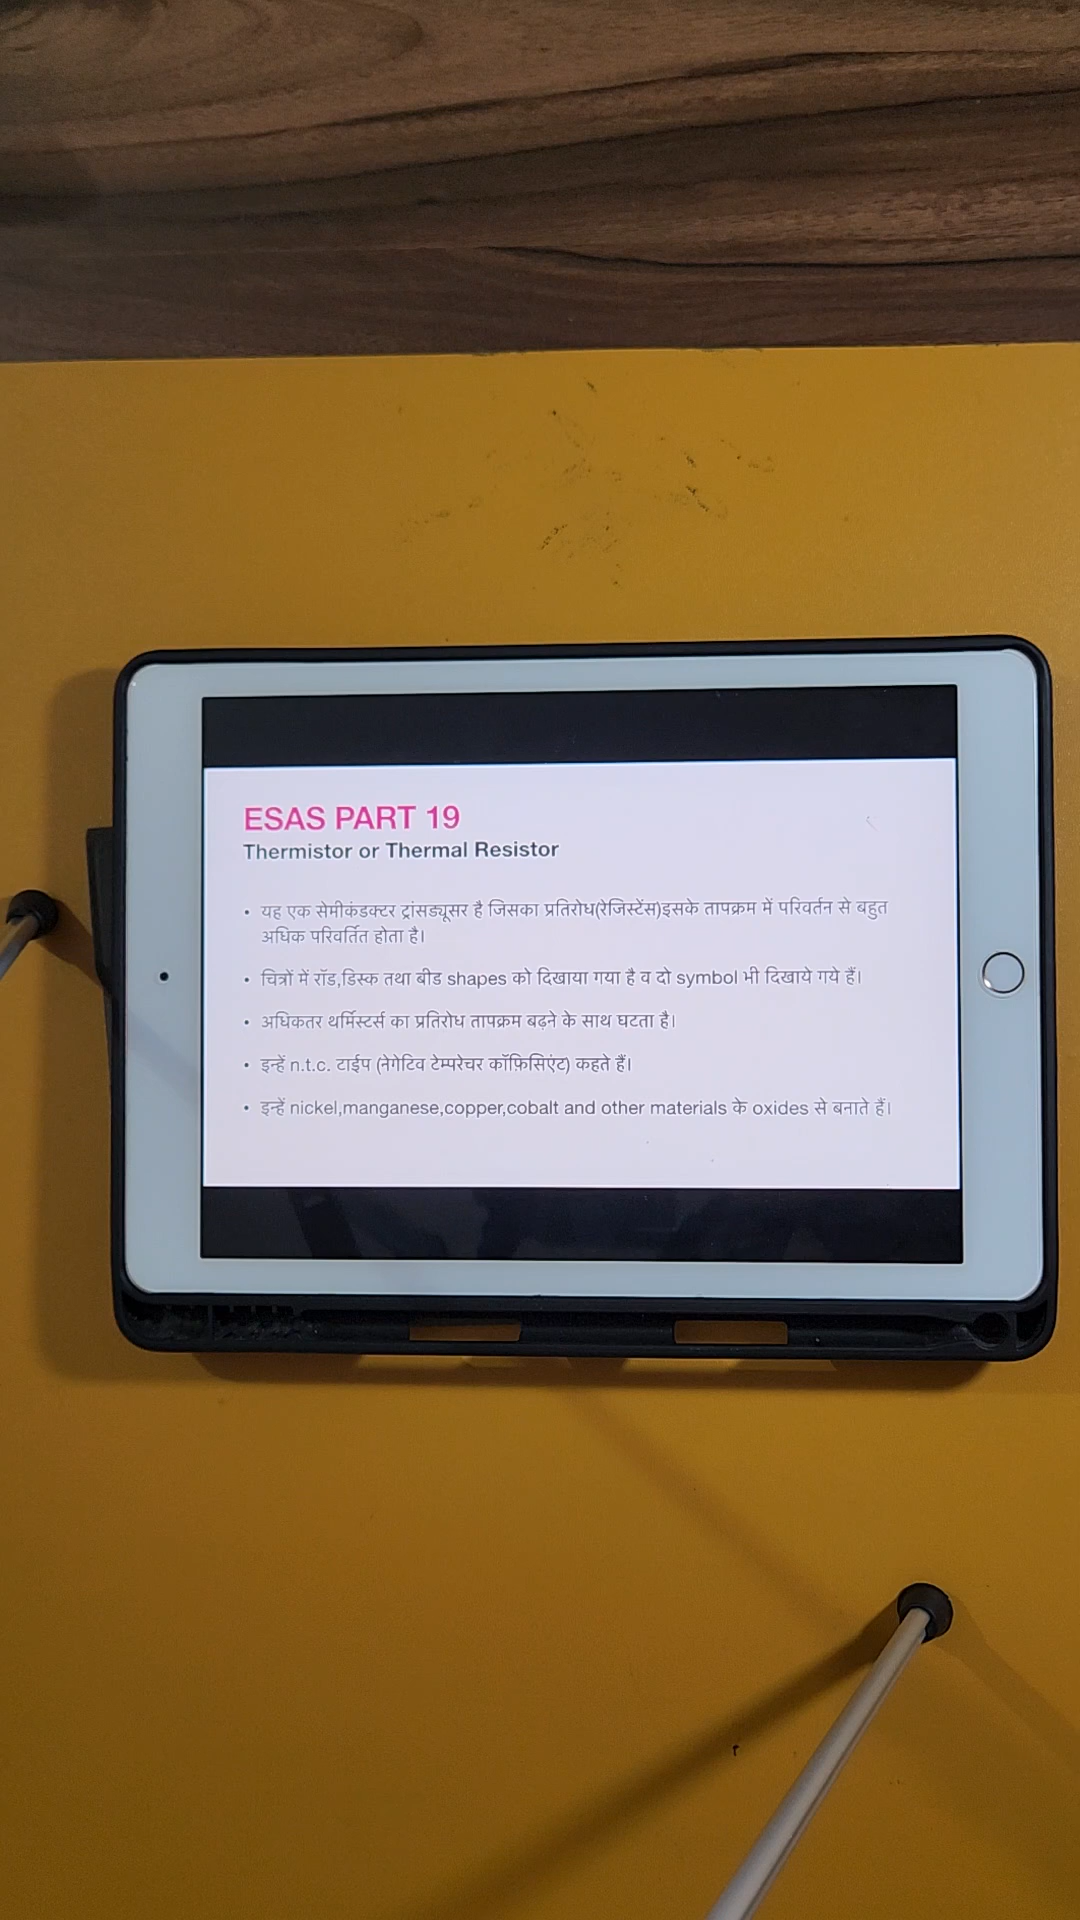 ESAS PART 19
Thermistor or Thermal Resistor
• यह एक सेमीकंडक्टर ट्रांसड्यूसर है जिसका प्रतिरोध(रेजिस्टेंस)इसके तापक्रम में परिवर्तन से बहुत
अधिक परिवर्तित होता है।
• चित्रों में रॉड,डिस्क तथा बीड shapes को दिखाया गया है व दो symbol भी दिखाये गये हैं।
• अधिकतर थर्मिस्टर्स का प्रतिरोध तापक्रम बढ़ने के साथ घटता है।
• इन्हें n.t.c. टाईप (नेगेटिव टेम्परेचर कॉफ़िसिएंट) कहते हैं।
• इन्हें nickel,manganese,copper,cobalt and other materials के oxides से बनाते हैं।